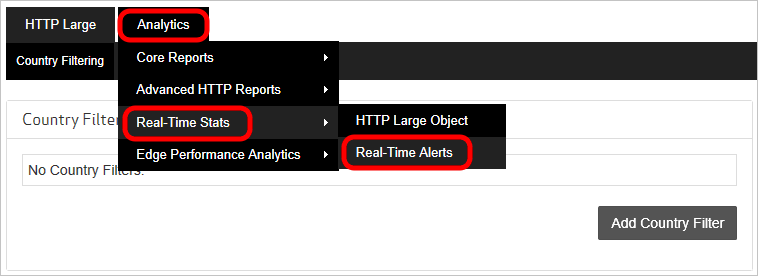 HTTP Large
Analytics
Country Filtering
Core Reports
Advanced HTTP Reports
Country Filter
Real-Time Stats
HTTP Large Object
Edge Performance Analytics
Real-Time Alerts
No Country Filters.
Add Country Filter